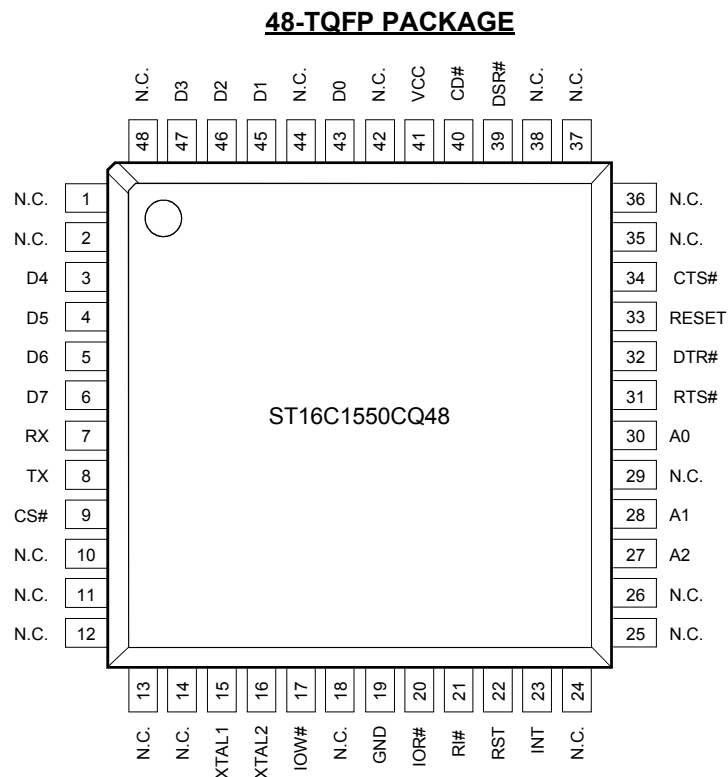 48-TQFP PACKAGE
N.C. D3 D2 D1 N.C. D0 N.C. VCC CD# DSR# N.C. N.C.
48 47 46 45 44 43 42 41 40 39 38 37
N.C. 1 36 N.C.
N.C. 2 35 N.C.
D4 3 34 CTS#
D5 4 33 RESET
D6 5 32 DTR#
D7 6 31 RTS#
ST16C1550CQ48
RX 7 30 A0
TX 8 29 N.C.
CS# 9 28 A1
N.C. 10 27 A2
N.C. 11 26 N.C.
N.C. 12 25 N.C.
13 14 15 16 17 18 19 20 21 22 23 24
N.C. N.C. XTAL1 XTAL2 IOW# N.C. GND IOR# RI# RST INT N.C.